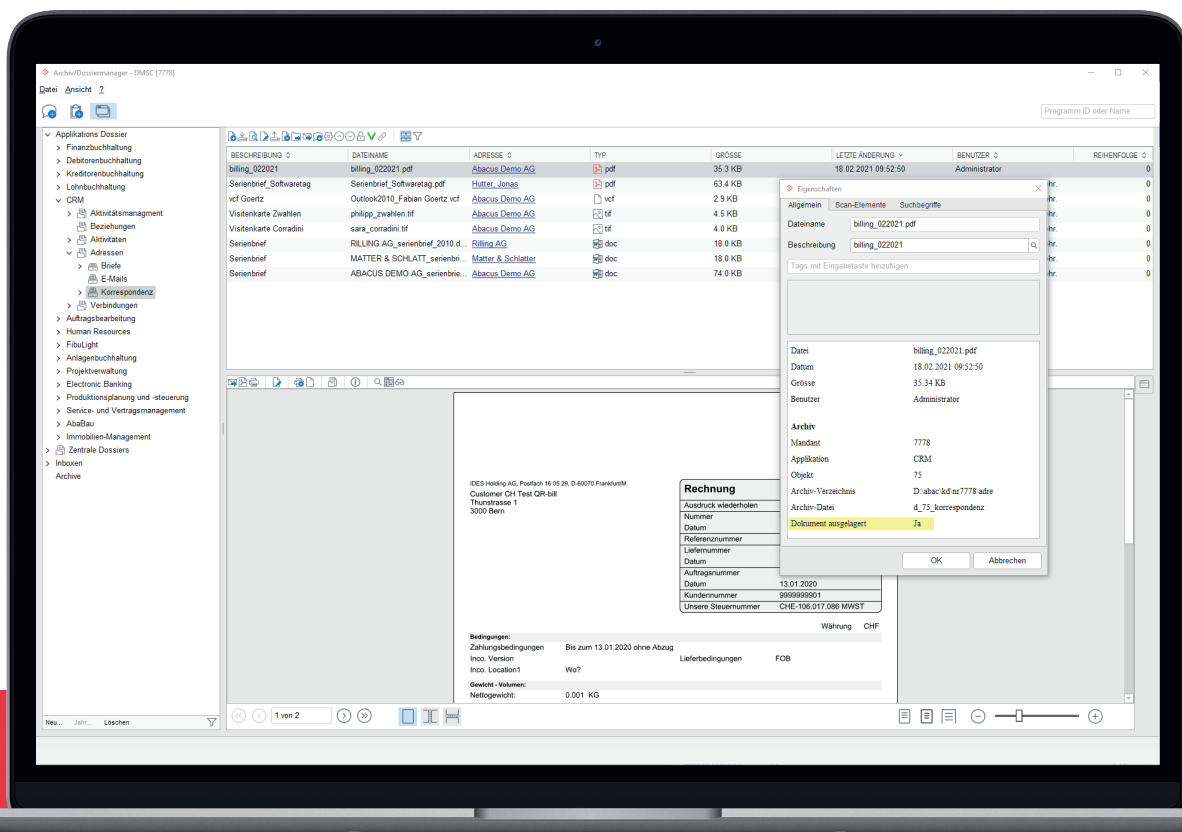 Archiv/Dossiermanager - DMSC [7778]
Datei Ansicht ?
Programm ID oder Name
Applikations Dossier
Finanzbuchhaltung
Debitorenbuchhaltung
Kreditorenbuchhaltung
Lohnbuchhaltung
CRM
Aktivitätsmanagment
Beziehungen
Aktivitäten
Adressen
Briefe
E-Mails
Korrespondenz
Verbindungen
Auftragsbearbeitung
Human Resources
FibuLight
Anlagenbuchhaltung
Projektverwaltung
Electronic Banking
Produktionsplanung und -steuerung
Service- und Vertragsmanagement
AbaBau
Immobilien-Management
Zentrale Dossiers
Inboxen
Archive
Neu... Jahr... Löschen
BESCHREIBUNG DATEINAME ADRESSE TYP GRÖSSE LETZTE ÄNDERUNG BENUTZER REIHENFOLGE
billing_022021 billing_022021.pdf Abacus Demo AG pdf 35.3 KB 18.02.2021 09:52:50 Administrator 0
Serienbrief_Softwaretag Serienbrief_Softwaretag.pdf Hutter, Jonas pdf 63.4 KB hr. 0
vcf Goertz Outlook2010_Fabian Goertz.vcf Abacus Demo AG vcf 2.9 KB hr. 0
Visitenkarte Zwahlen philipp_zwahlen.tif Abacus Demo AG tif 4.5 KB hr. 0
Visitenkarte Corradini sara_corradini.tif Abacus Demo AG tif 4.0 KB hr. 0
Serienbrief RILLING AG_serienbrief_2010.d... Rilling AG doc 18.0 KB hr. 0
Serienbrief MATTER & SCHLATT_serienbri... Matter & Schlatter doc 18.0 KB hr. 0
Serienbrief ABACUS DEMO AG_serienbrie... Abacus Demo AG doc 74.0 KB hr. 0
Eigenschaften
Allgemein Scan-Elemente Suchbegriffe
Dateiname billing_022021.pdf
Beschreibung billing_022021
Tags mit Eingabetaste hinzufügen
Datei billing_022021.pdf
Datum 18.02.2021 09:52:50
Grösse 35.34 KB
Benutzer Administrator
Archiv
Mandant 7778
Applikation CRM
Objekt 75
Archiv-Verzeichnis D:\abac\kd\nr7778\adre
Archiv-Datei d_75_korrespondenz
Dokument ausgelagert Ja
OK Abbrechen
IDES Holding AG, Postfach 16 05 29, D-60070 Frankfurt/M
Customer CH Test QR-bill
Thunstrasse 1
3000 Bern
Rechnung
Ausdruck wiederholen
Nummer
Datum
Referenznummer
Liefernummer
Datum
Auftragsnummer
Datum 13.01.2020
Kundennummer 9999999901
Unsere Steuernummer CHE-106.017.086 MWST
Währung CHF
Bedingungen:
Zahlungsbedingungen Bis zum 13.01.2020 ohne Abzug
Inco. Version Lieferbedingungen FOB
Inco. Location1 Wo?
Gewicht - Volumen:
Nettogewicht: 0.001 KG
1 von 2